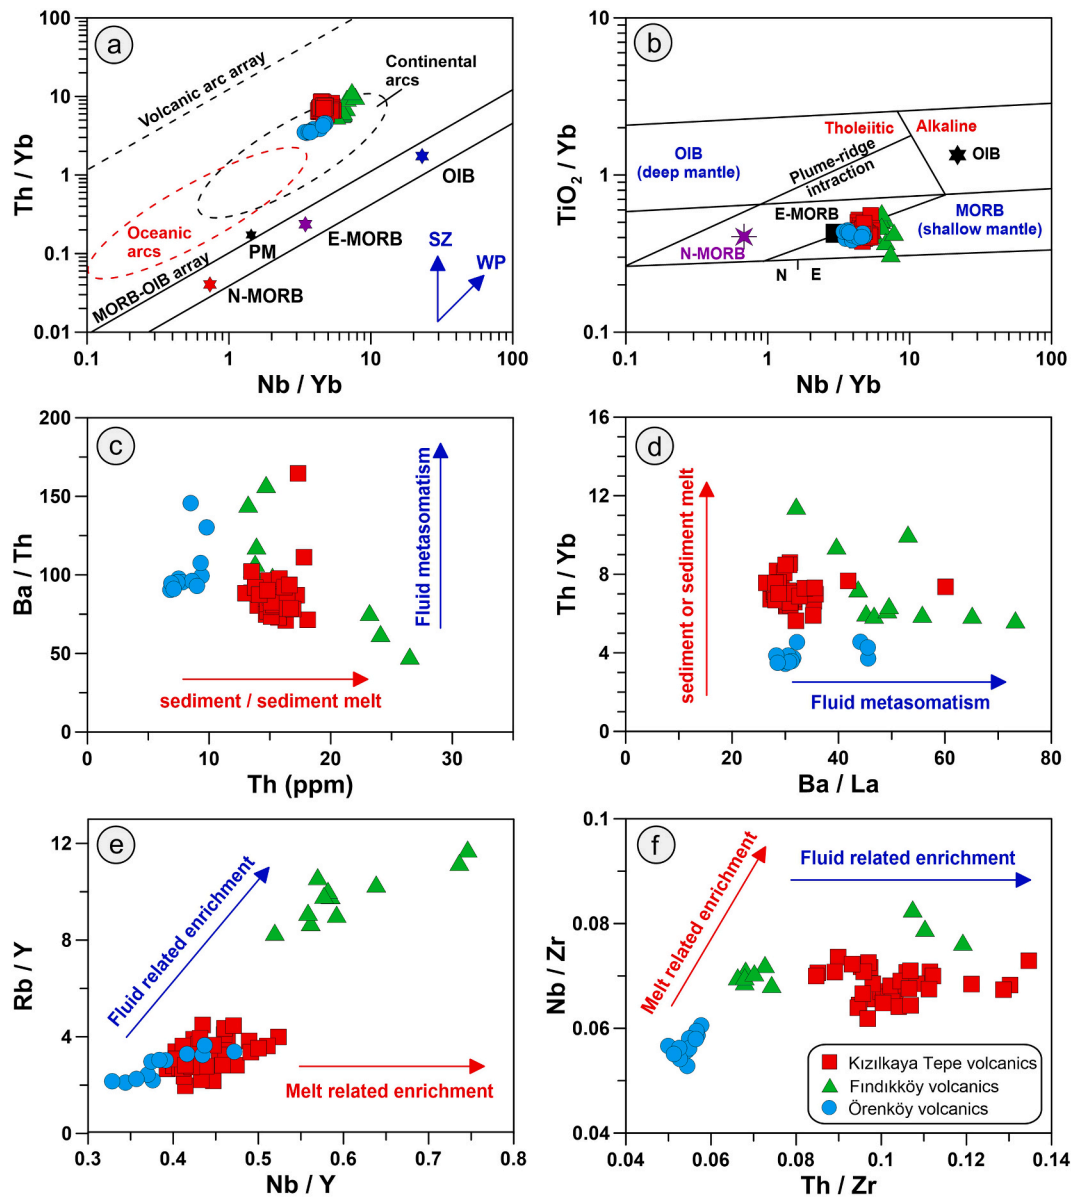 a
100
10
1
0.1
0.01
Th / Yb
Volcanic arc array
Continental
arcs
Oceanic
arcs
OIB
E-MORB
PM
N-MORB
MORB-OIB array
SZ
WP
0.1
1
10
100
Nb / Yb
b
10
1
0.1
TiO2 / Yb
Tholeiitic
Alkaline
OIB
(deep mantle)
Plume-ridge
intraction
OIB
E-MORB
MORB
(shallow mantle)
N-MORB
N
E
0.1
1
10
100
Nb / Yb
c
200
150
100
50
0
Ba / Th
Fluid metasomatism
sediment / sediment melt
0
10
20
30
Th (ppm)
d
16
12
8
4
0
Th / Yb
sediment or sediment melt
Fluid metasomatism
0
20
40
60
80
Ba / La
e
12
8
4
0
Rb / Y
Fluid related enrichment
Melt related enrichment
0.3
0.4
0.5
0.6
0.7
0.8
Nb / Y
f
0.1
0.08
0.06
0.04
Nb / Zr
Melt related enrichment
Fluid related enrichment
Kızılkaya Tepe volcanics
Fındıkköy volcanics
Örenköy volcanics
0.04
0.06
0.08
0.1
0.12
0.14
Th / Zr